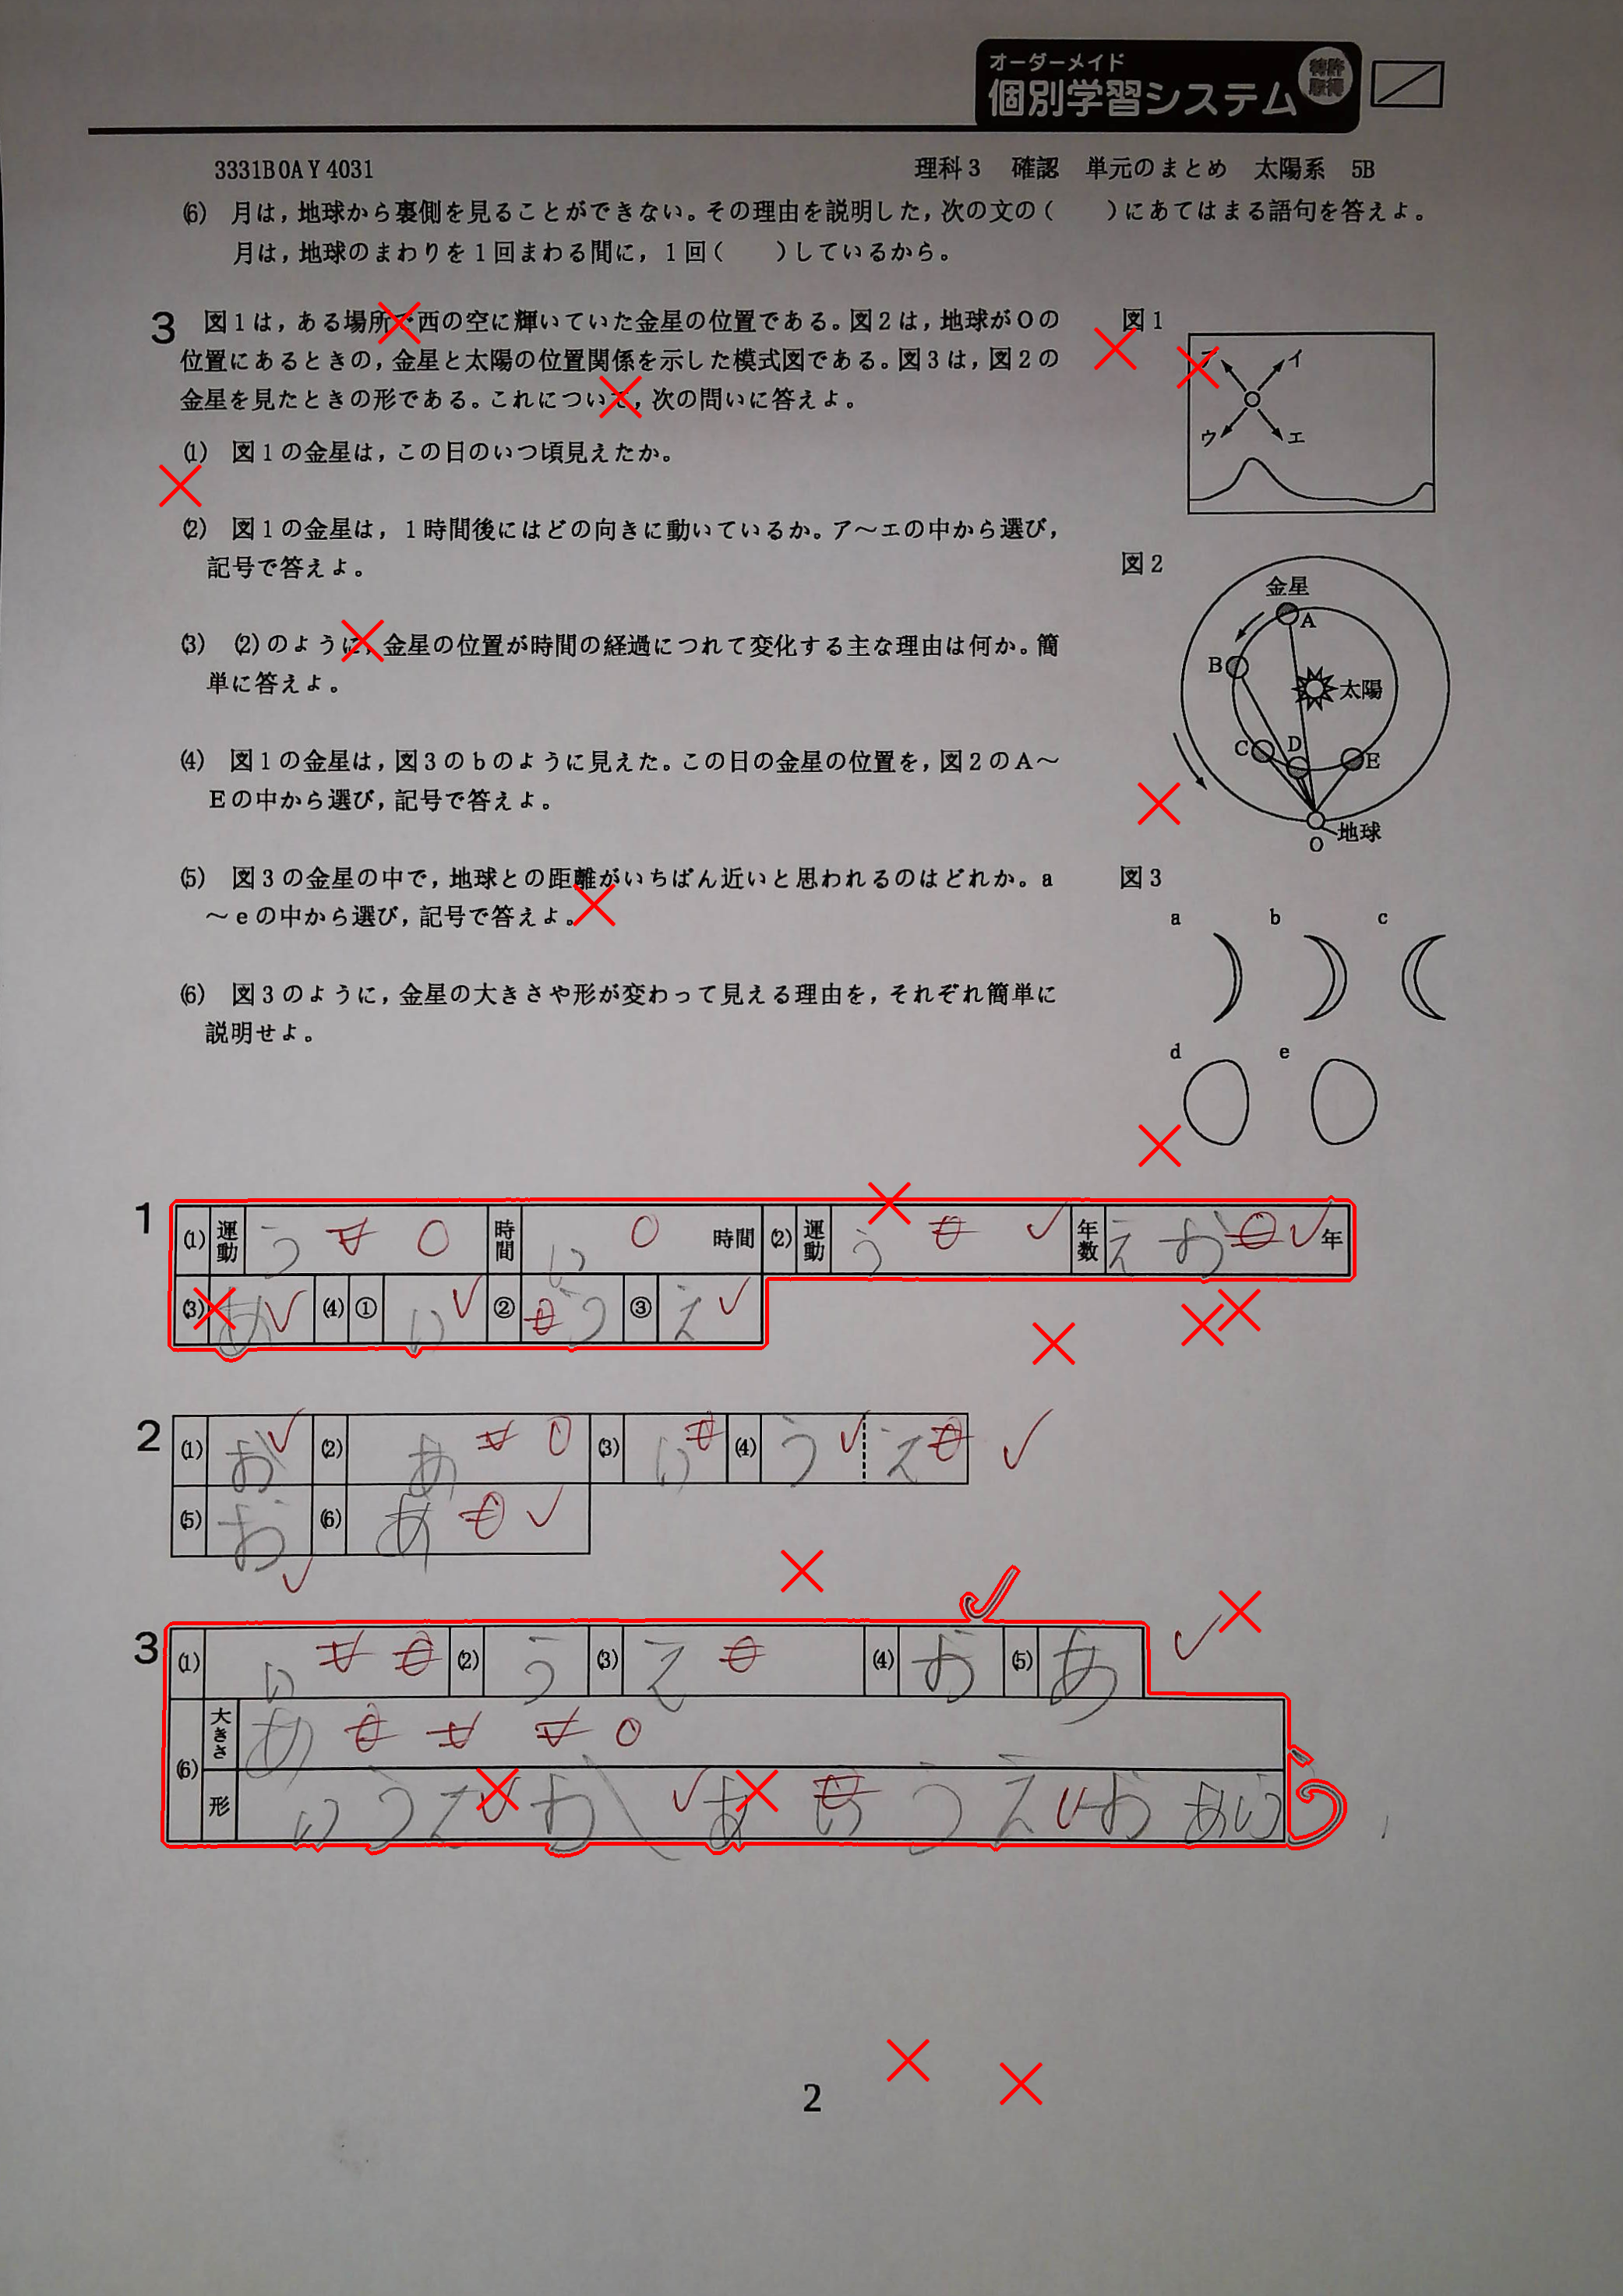 オーダーメイド
個別学習システム
特許取得
3331B0AY4031 理科3 確認 単元のまとめ 太陽系 5B
(6) 月は，地球から裏側を見ることができない。その理由を説明した，次の文の（　　）にあてはまる語句を答えよ。
月は，地球のまわりを1回まわる間に，1回（　　）しているから。
3 図1は，ある場所で西の空に輝いていた金星の位置である。図2は，地球がOの
位置にあるときの，金星と太陽の位置関係を示した模式図である。図3は，図2の
金星を見たときの形である。これについて，次の問いに答えよ。
(1) 図1の金星は，この日のいつ頃見えたか。
(2) 図1の金星は，1時間後にはどの向きに動いているか。ア～エの中から選び，
記号で答えよ。
(3) (2)のように，金星の位置が時間の経過につれて変化する主な理由は何か。簡
単に答えよ。
(4) 図1の金星は，図3のbのように見えた。この日の金星の位置を，図2のA～
Eの中から選び，記号で答えよ。
(5) 図3の金星の中で，地球との距離がいちばん近いと思われるのはどれか。a
～eの中から選び，記号で答えよ。
(6) 図3のように，金星の大きさや形が変わって見える理由を，それぞれ簡単に
説明せよ。
図1
ア イ
ウ エ
図2
金星
A
B
太陽
C D E
地球
O
図3
a b c
d e
1
(1) 運動 う 時間 い 時間 (2) 運動 う 年数 え お 年
(3) あ (4) ① い ② う ③ え
2
(1) お (2) あ (3) い (4) う え
(5) お (6) あ
3
(1) い (2) う (3) え (4) お (5) あ
(6) 大きさ あ
形 い う え お あ う え お あ い う
2